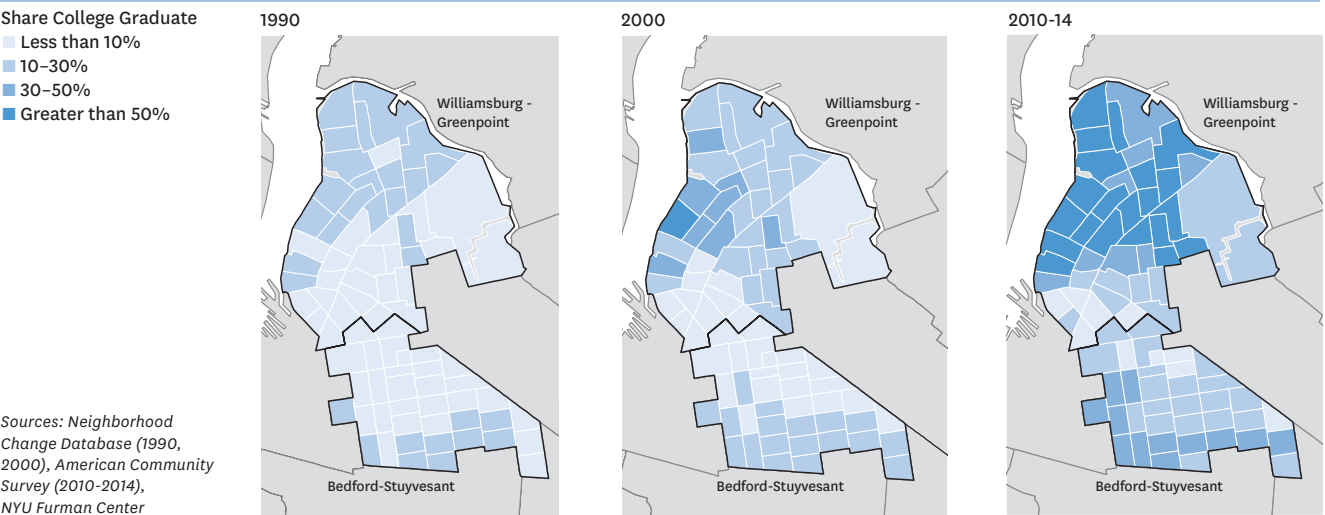 Share College Graduate
Less than 10%
10–30%
30–50%
Greater than 50%
1990
Williamsburg -
Greenpoint
Bedford-Stuyvesant
2000
Williamsburg -
Greenpoint
Bedford-Stuyvesant
2010-14
Williamsburg -
Greenpoint
Bedford-Stuyvesant
Sources: Neighborhood
Change Database (1990,
2000), American Community
Survey (2010-2014),
NYU Furman Center